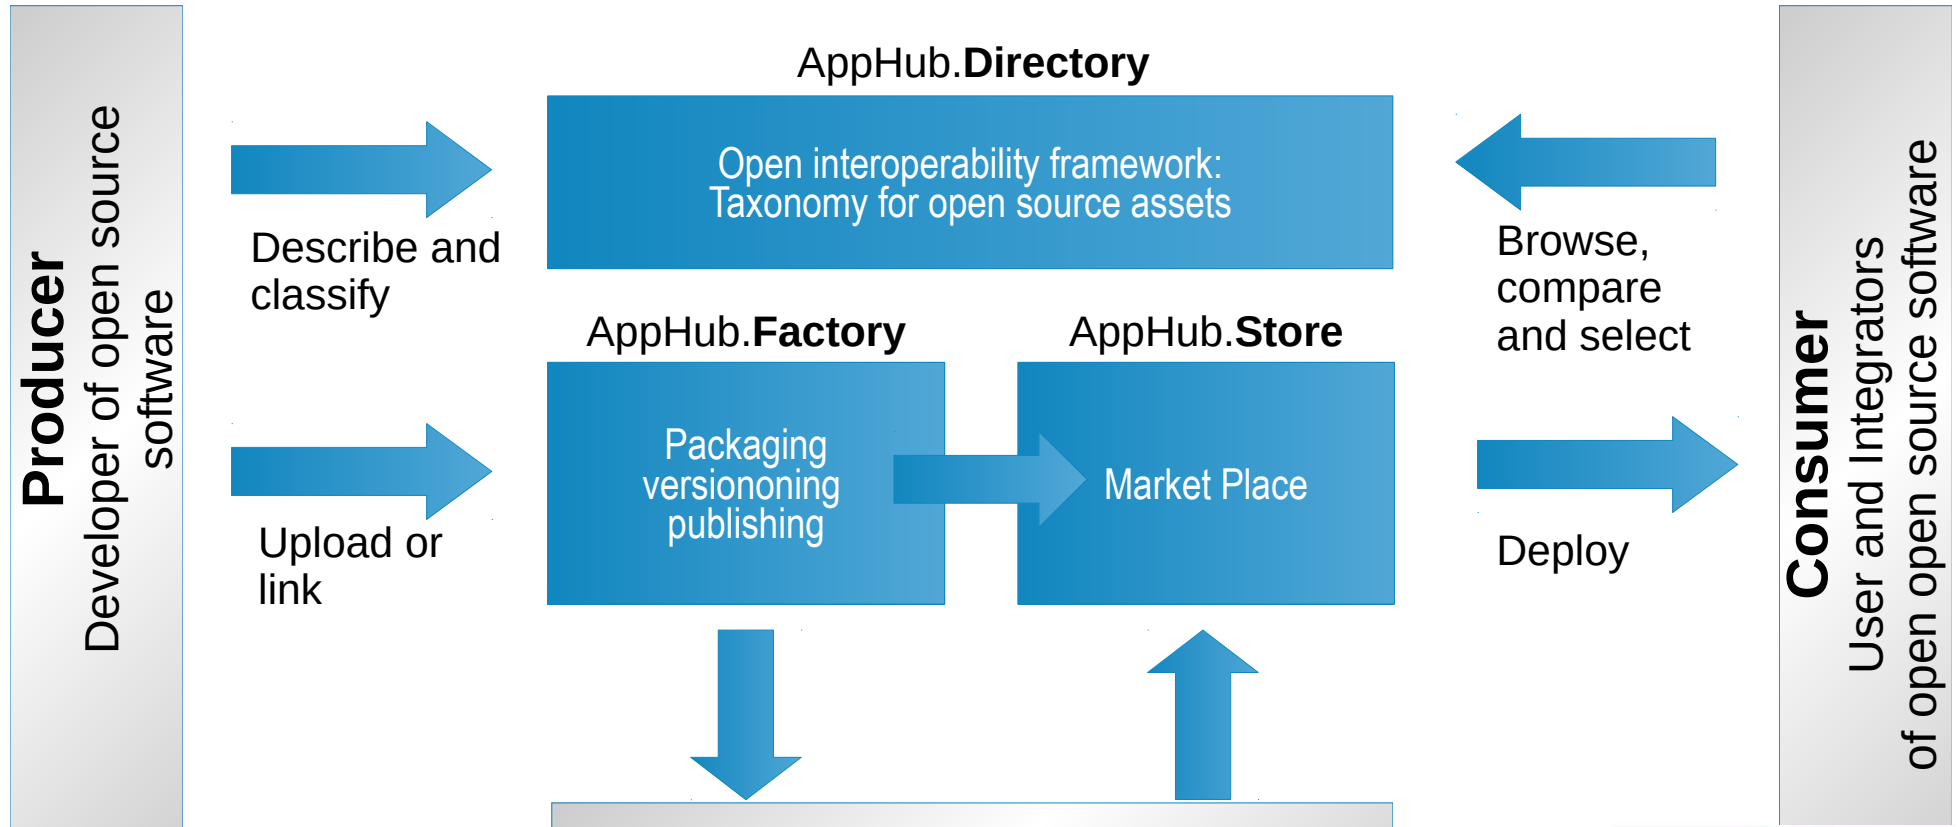 Producer
Developer of open source
software
AppHub.Directory
Open interoperability framework:
Taxonomy for open source assets
Describe and
classify
Browse,
compare
and select
AppHub.Factory
AppHub.Store
Packaging
versiononing
publishing
Market Place
Upload or
link
Deploy
Consumer
User and Integrators
of open open source software